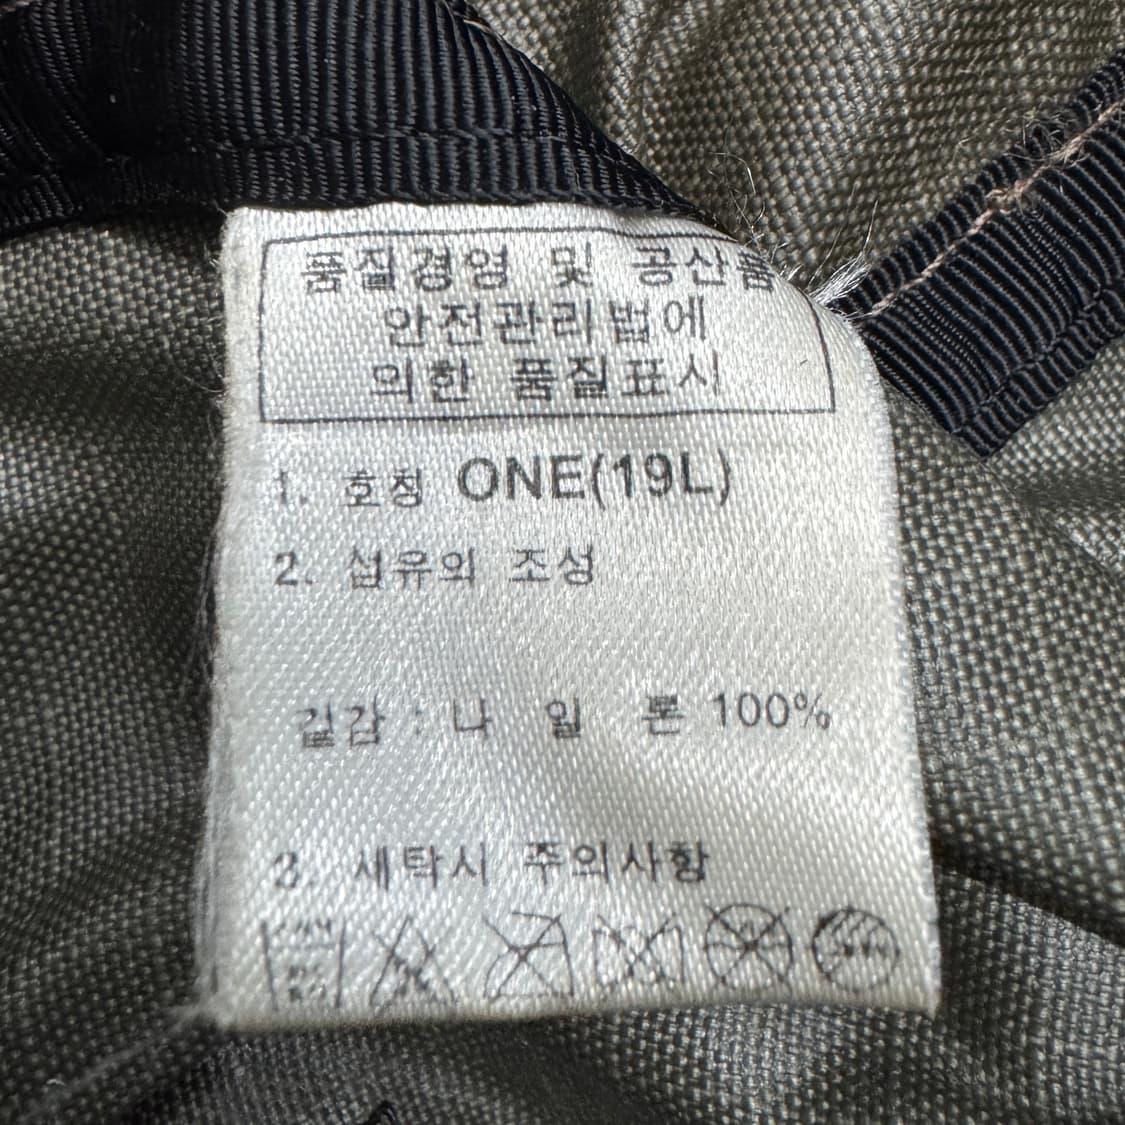 품질경영 및 공산품
안전관리법에
의한 품질표시
1. 호칭 ONE(19L)
2. 섬유의 조성
겉감 : 나 일 론 100%
3. 세탁시 주의사항